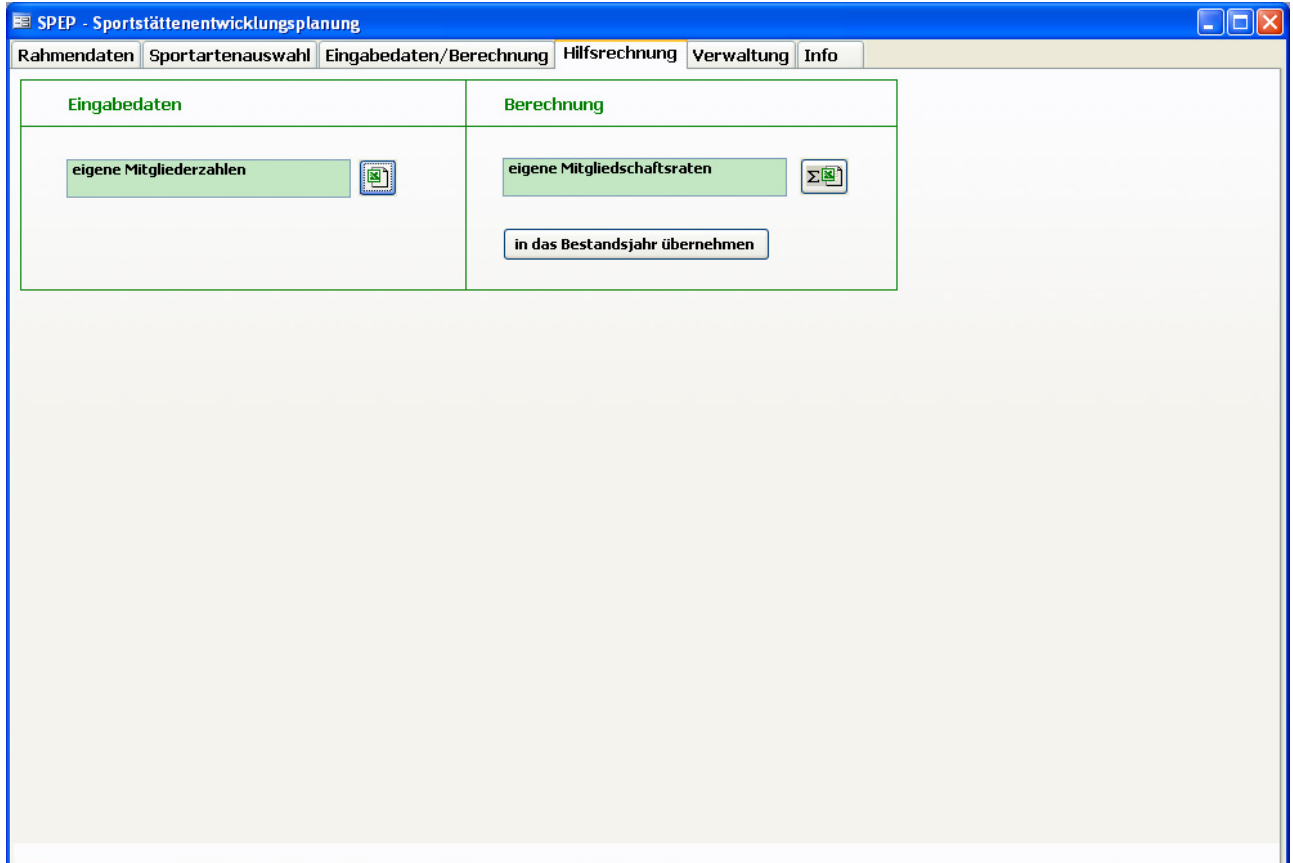 SPEP - Sportstättenentwicklungsplanung
Rahmendaten Sportartenauswahl Eingabedaten/Berechnung Hilfsrechnung Verwaltung Info
Eingabedaten Berechnung
eigene Mitgliederzahlen eigene Mitgliedschaftsraten Σ
in das Bestandsjahr übernehmen